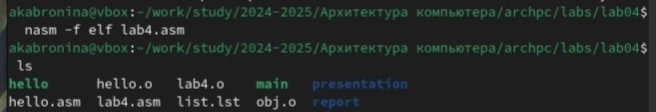 akabronina@vbox:~/work/study/2024-2025/Архитектура компьютера/archpc/labs/lab04$
nasm -f elf lab4.asm
akabronina@vbox:~/work/study/2024-2025/Архитектура компьютера/archpc/labs/lab04$
ls
hello hello.o lab4.o main presentation
hello.asm lab4.asm list.lst obj.o report